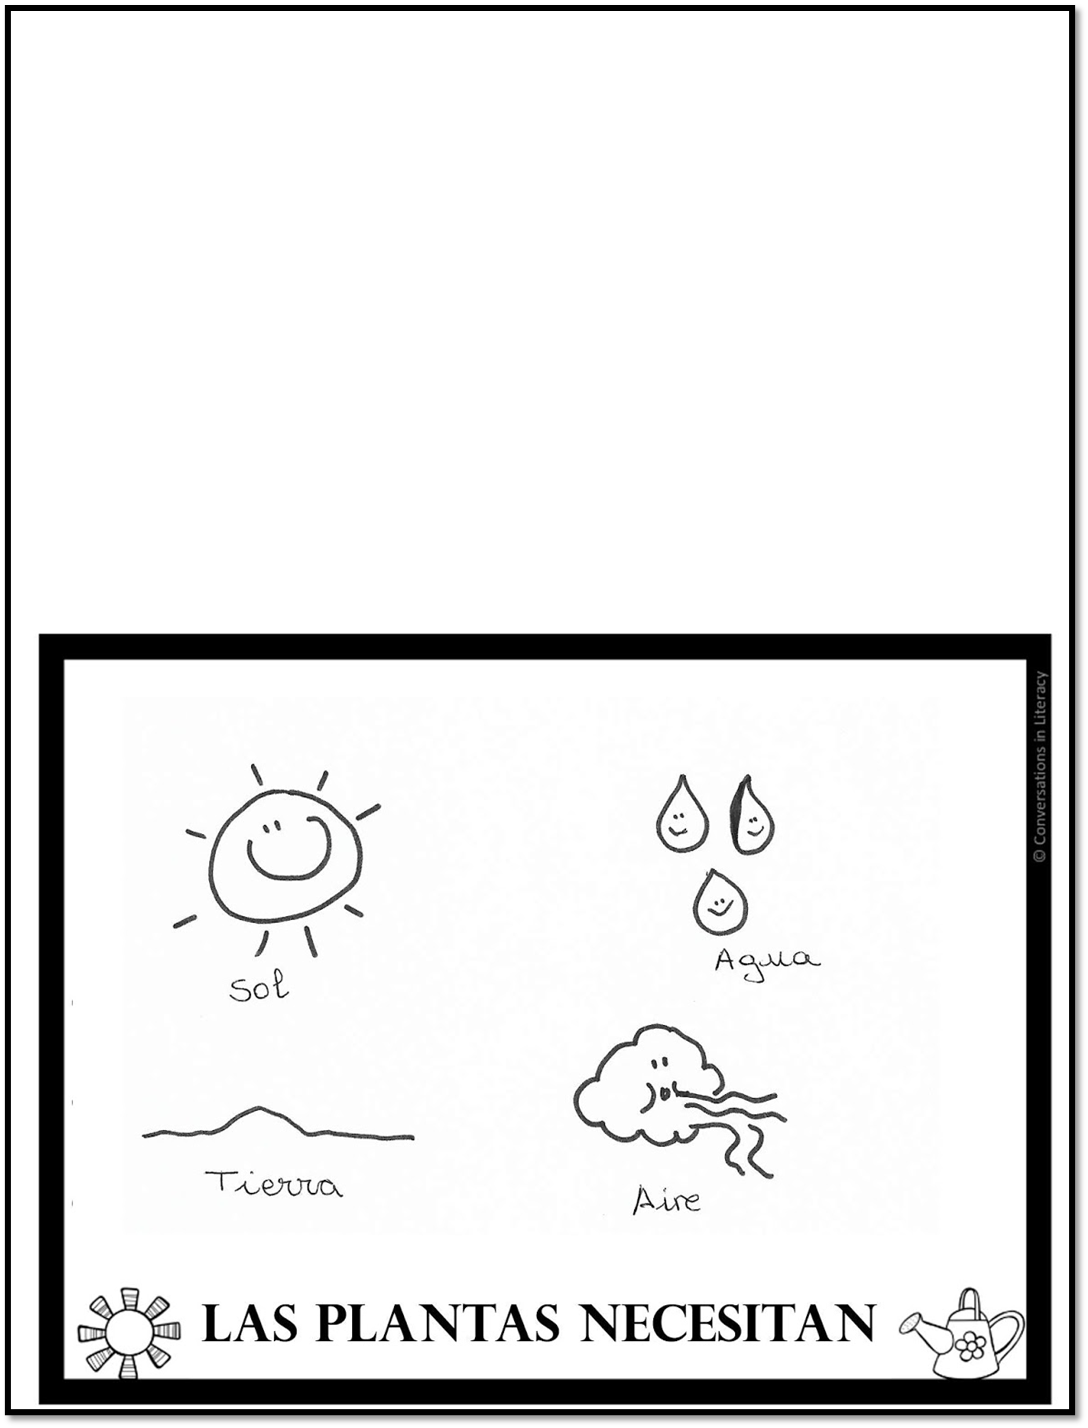 © Conversations in Literacy
Sol
Agua
Tierra
Aire
LAS PLANTAS NECESITAN